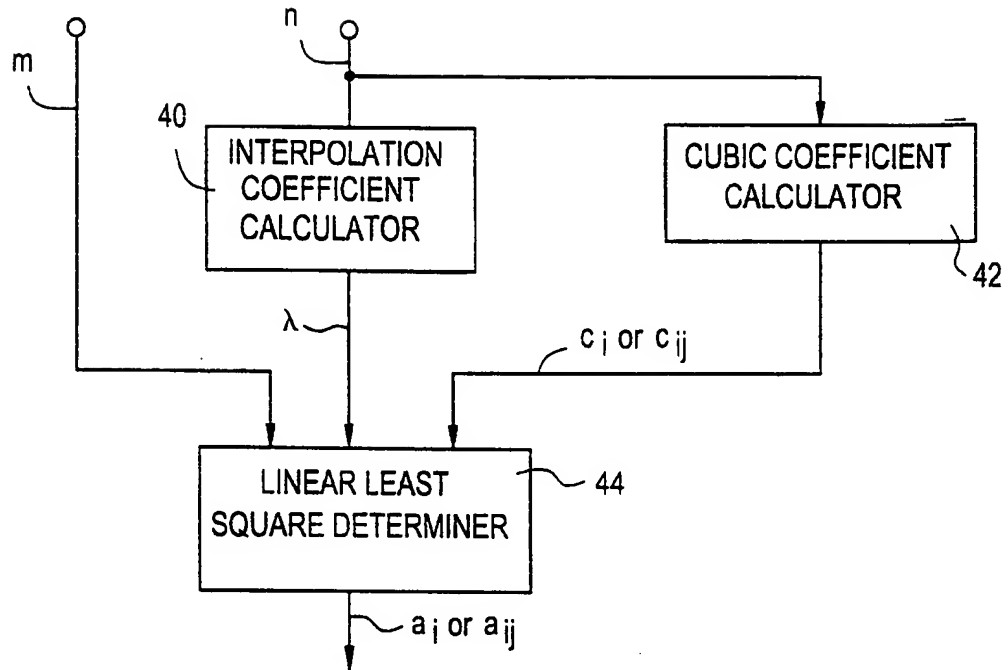 m
n
40
INTERPOLATION
COEFFICIENT
CALCULATOR
CUBIC COEFFICIENT
CALCULATOR
42
λ
c i or c ij
LINEAR LEAST
SQUARE DETERMINER
44
a i or a ij